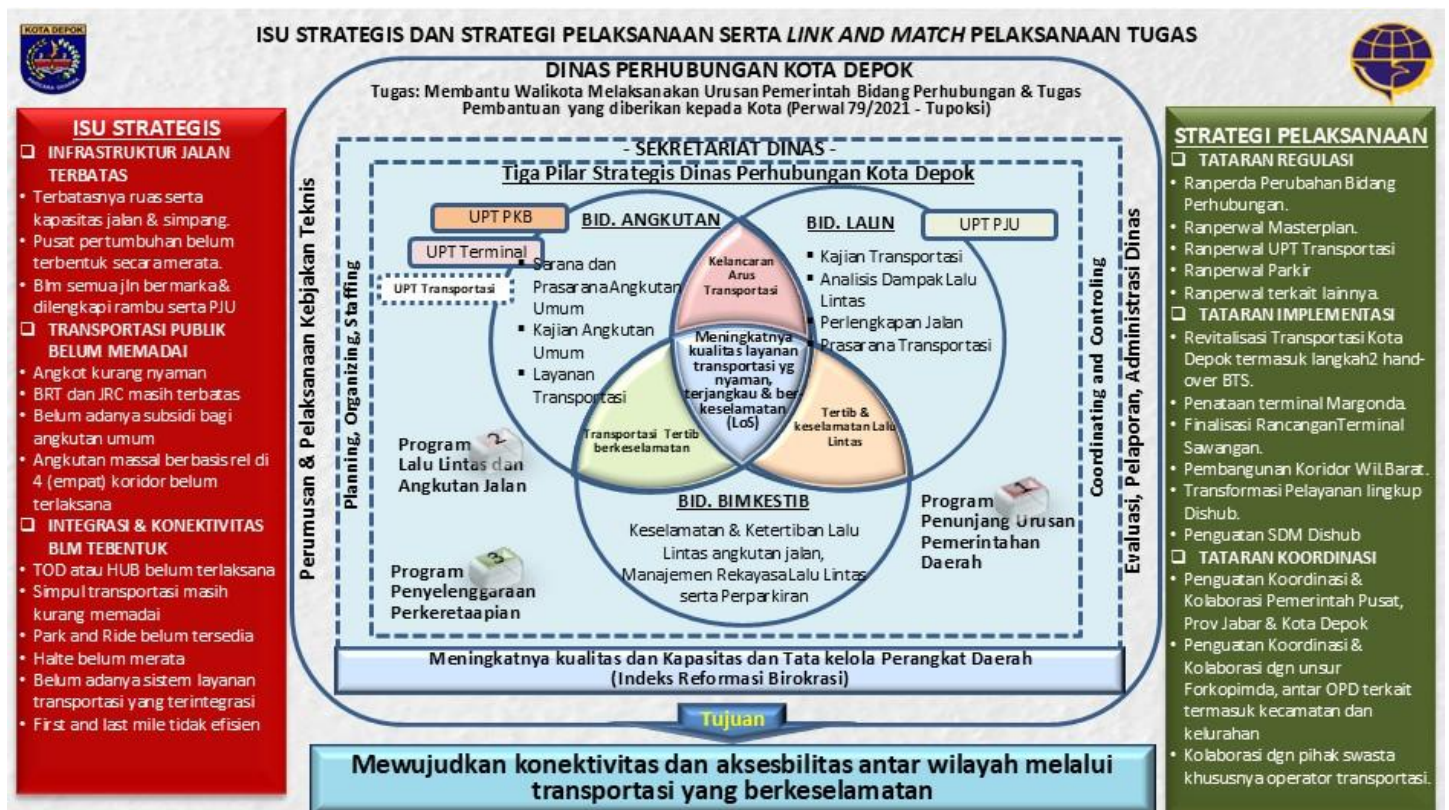 KOTA DEPOK
ISU STRATEGIS DAN STRATEGI PELAKSANAAN SERTA LINK AND MATCH PELAKSANAAN TUGAS
DINAS PERHUBUNGAN KOTA DEPOK
Tugas: Membantu Walikota Melaksanakan Urusan Pemerintah Bidang Perhubungan & Tugas
Pembantuan yang diberikan kepada Kota (Perwal 79/2021 - Tupoksi)
ISU STRATEGIS
❑ INFRASTRUKTUR JALAN
TERBATAS
• Terbatasnya ruas serta
kapasitas jalan & simpang.
• Pusat pertumbuhan belum
terbentuk secara merata.
• Blm semua jln bermarka &
dilengkapi rambu serta PJU
❑ TRANSPORTASI PUBLIK
BELUM MEMADAI
• Angkot kurang nyaman
• BRT dan JRC masih terbatas
• Belum adanya subsidi bagi
angkutan umum
• Angkutan massal berbasis rel di
4 (empat) koridor belum
terlaksana
❑ INTEGRASI & KONEKTIVITAS
BLM TEBENTUK
• TOD atau HUB belum terlaksana
• Simpul transportasi masih
kurang memadai
• Park and Ride belum tersedia
• Halte belum merata
• Belum adanya sistem layanan
transportasi yang terintegrasi
• First and last mile tidak efisien
Perumusan & Pelaksanaan Kebjakan Teknis
Planning, Organizing, Staffing
- SEKRETARIAT DINAS -
Tiga Pilar Strategis Dinas Perhubungan Kota Depok
UPT PKB
UPT Terminal
UPT Transportasi
BID. ANGKUTAN
▪ Sarana dan
Prasarana Angkutan
Umum
▪ Kajian Angkutan
Umum
▪ Layanan
Transportasi
Kelancaran
Arus
Transportasi
BID. LALIN
UPT PJU
▪ Kajian Transportasi
▪ Analisis Dampak Lalu
Lintas
▪ Perlengkapan Jalan
▪ Prasarana Transportasi
Meningkatnya
kualitas layanan
transportasi yg
nyaman,
terjangkau & ber-
keselamatan
(LoS)
Transportasi Tertib
berkeselamatan
Tertib &
keselamatan Lalu
Lintas
2
Program
Lalu Lintas dan
Angkutan Jalan
BID. BIMKESTIB
Keselamatan & Ketertiban Lalu
Lintas angkutan jalan,
Manajemen Rekayasa Lalu Lintas
serta Perparkiran
1
Program
Penunjang Urusan
Pemerintahan
Daerah
3
Program
Penyelenggaraan
Perkeretaapian
Coordinating and Controling
Evaluasi, Pelaporan, Administrasi Dinas
Meningkatnya kualitas dan Kapasitas dan Tata kelola Perangkat Daerah
(Indeks Reformasi Birokrasi)
Tujuan
Mewujudkan konektivitas dan aksesbilitas antar wilayah melalui
transportasi yang berkeselamatan
STRATEGI PELAKSANAAN
❑ TATARAN REGULASI
• Ranperda Perubahan Bidang
Perhubungan.
• Ranperwal Masterplan.
• Ranperwal UPT Transportasi
• Ranperwal Parkir
• Ranperwal terkait lainnya.
❑ TATARAN IMPLEMENTASI
• Revitalisasi Transportasi Kota
Depok termasuk langkah2 hand-
over BTS.
• Penataan terminal Margonda.
• Finalisasi Rancangan Terminal
Sawangan.
• Pembangunan Koridor Wil.Barat.
• Transformasi Pelayanan lingkup
Dishub.
• Penguatan SDM Dishub
❑ TATARAN KOORDINASI
• Penguatan Koordinasi &
Kolaborasi Pemerintah Pusat,
Prov Jabar & Kota Depok
• Penguatan Koordinasi &
Kolaborasi dgn unsur
Forkopimda, antar OPD terkait
termasuk kecamatan dan
kelurahan
• Kolaborasi dgn pihak swasta
khususnya operator transportasi.